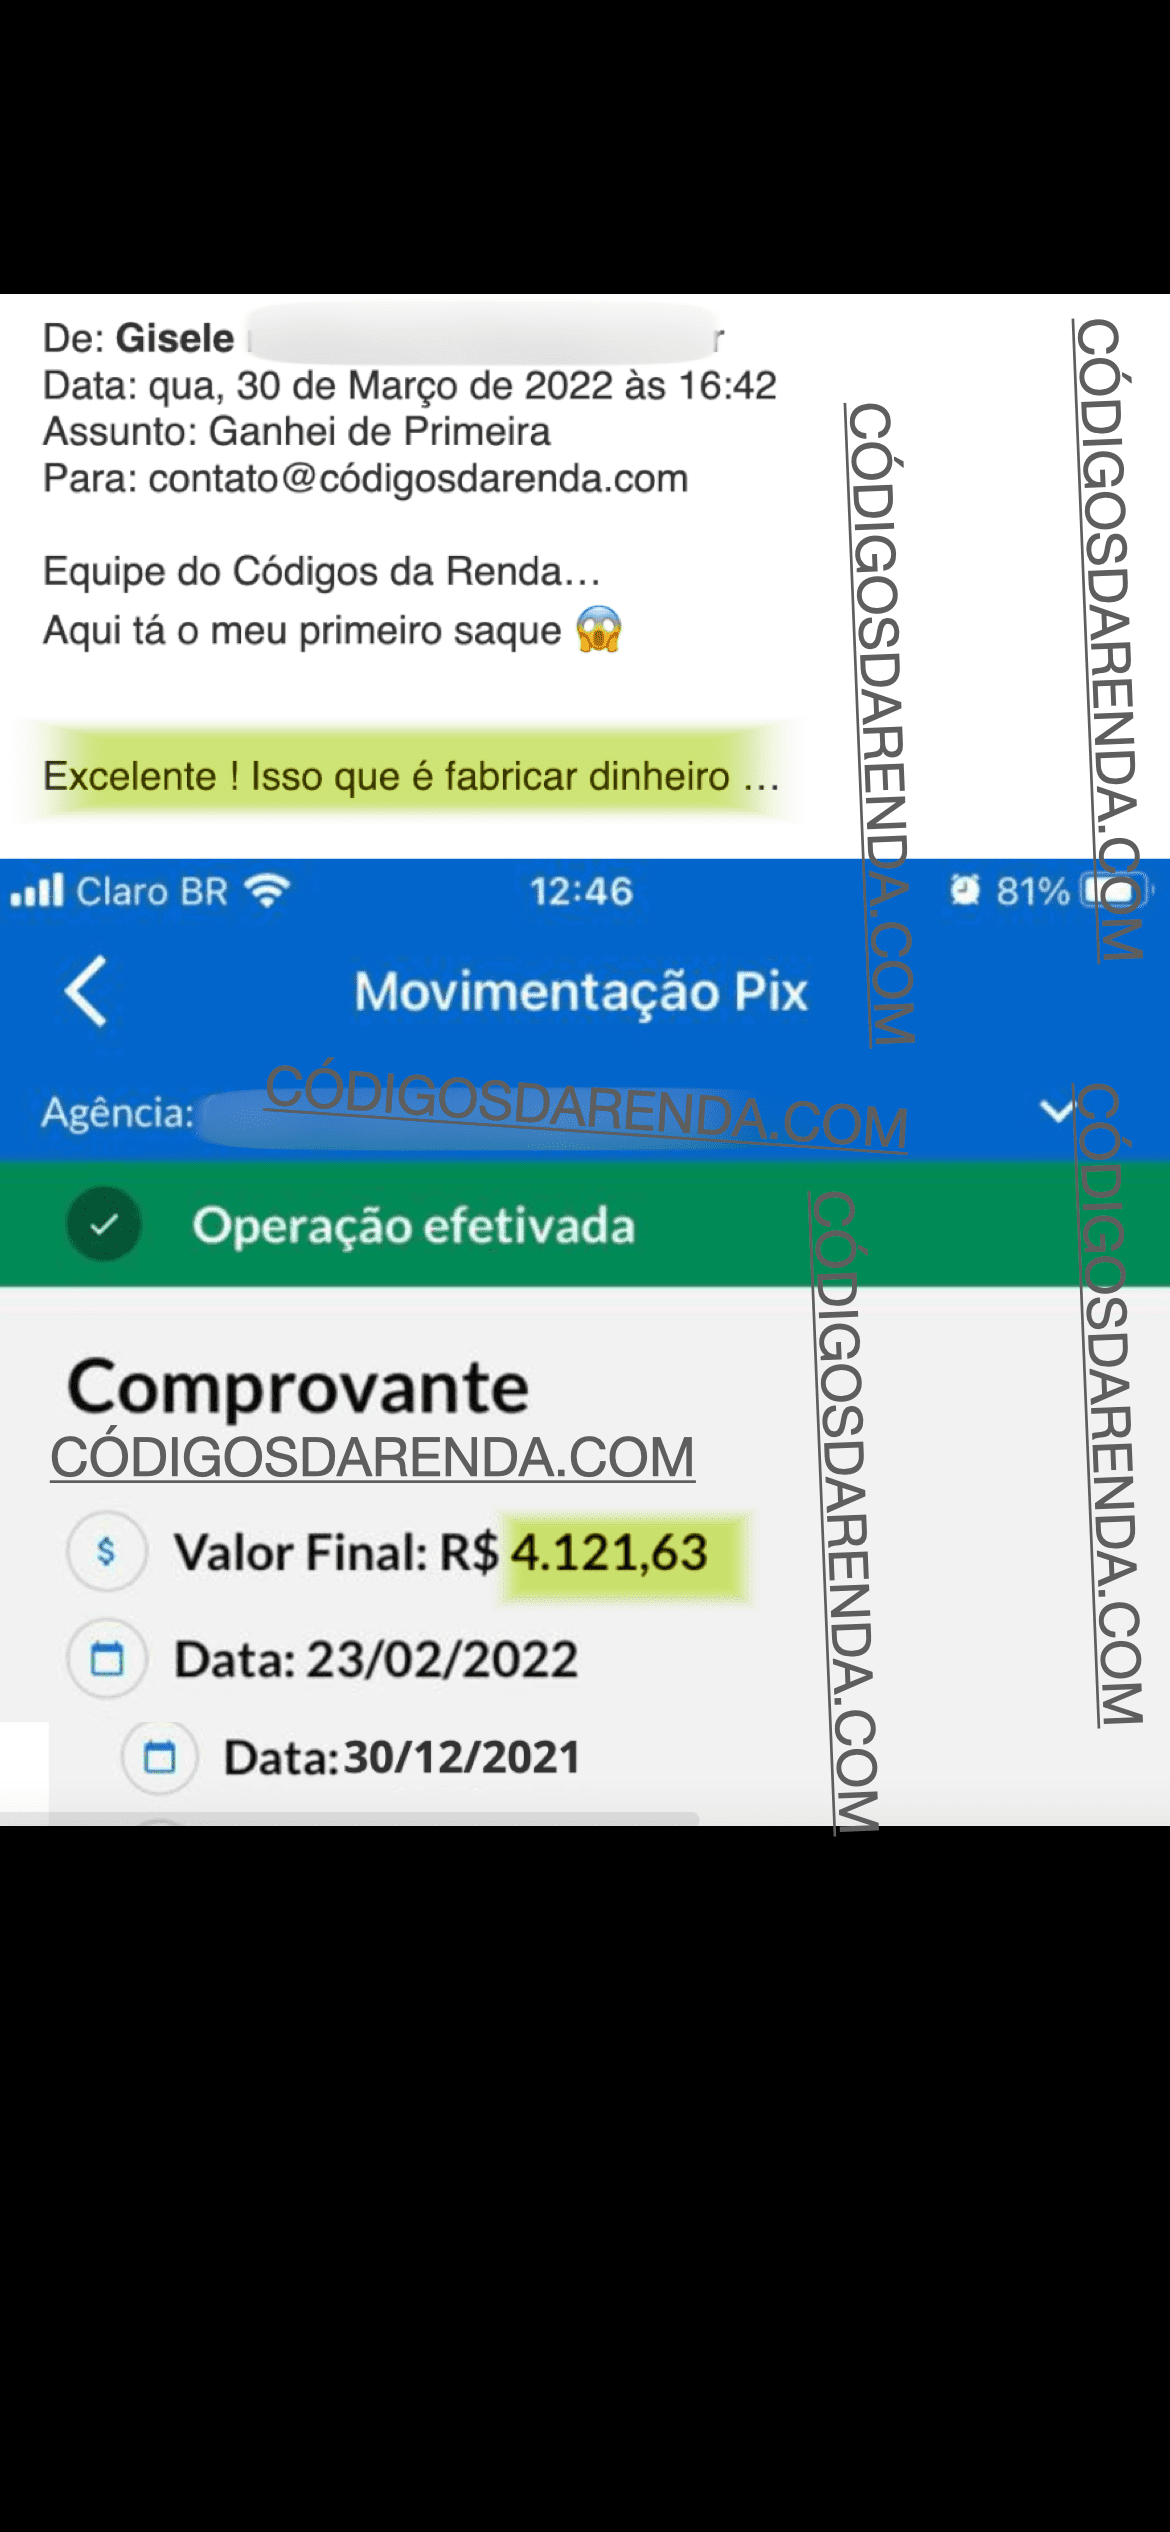 De: Gisele
Data: qua, 30 de Março de 2022 às 16:42
Assunto: Ganhei de Primeira
Para: contato@códigosdarenda.com
Equipe do Códigos da Renda...
Aqui tá o meu primeiro saque 😱
Excelente ! Isso que é fabricar dinheiro ...
CÓDIGOSDARENDA.COM
CÓDIGOSDARENDA.COM
Claro BR 12:46 81%
Movimentação Pix
Agência:
CÓDIGOSDARENDA.COM
Operação efetivada
Comprovante
CÓDIGOSDARENDA.COM
Valor Final: R$ 4.121,63
Data: 23/02/2022
Data: 30/12/2021
CÓDIGOSDARENDA.COM
CÓDIGOSDARENDA.COM